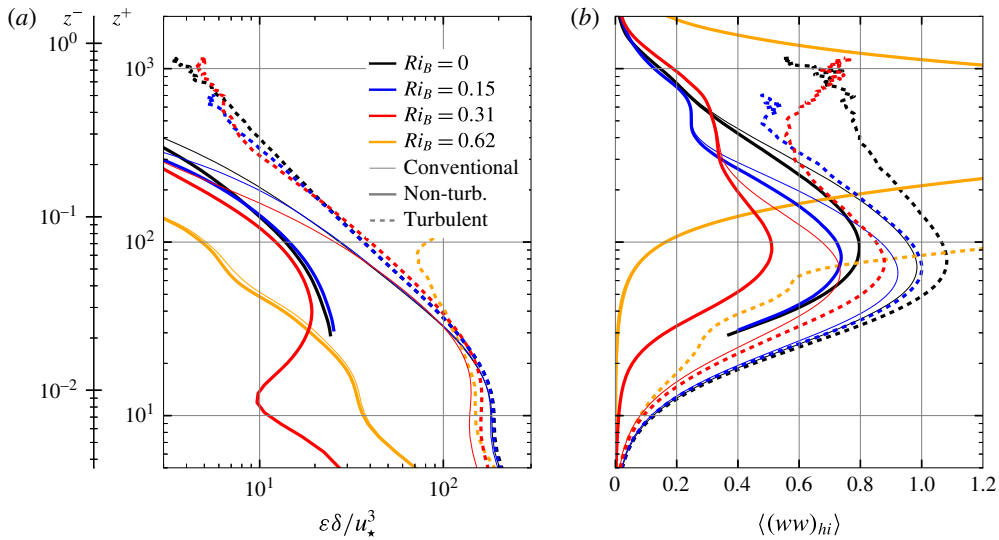 (a) z⁻ z⁺ (b)
10⁰
10³
Ri_B = 0
Ri_B = 0.15
Ri_B = 0.31
Ri_B = 0.62
Conventional
Non-turb.
Turbulent
10⁻¹
10²
10⁻²
10¹
10¹ 10² 0 0.2 0.4 0.6 0.8 1.0 1.2
εδ/u⋆³ ⟨(ww)ₕᵢ⟩